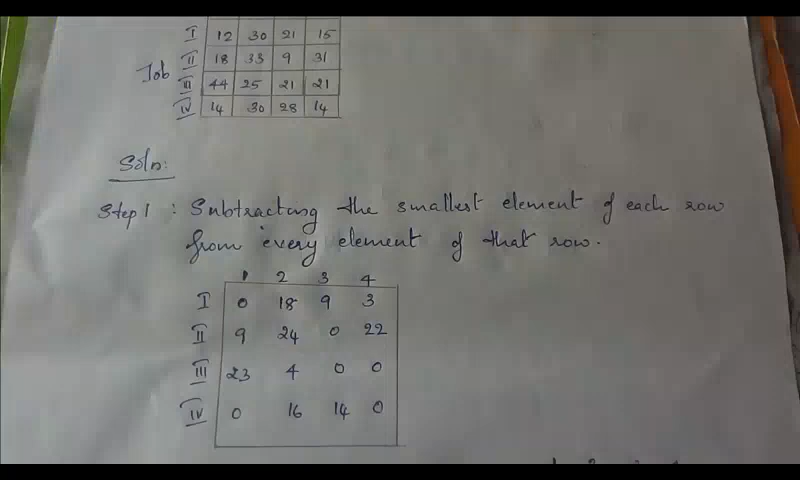 I 12 30 21 15
II 18 33 9 31
Job
III 44 25 21 21
IV 14 30 28 14
Soln:
Step 1 : Subtracting the smallest element of each row
from every element of that row.
1 2 3 4
I 0 18 9 3
II 9 24 0 22
III 23 4 0 0
IV 0 16 14 0